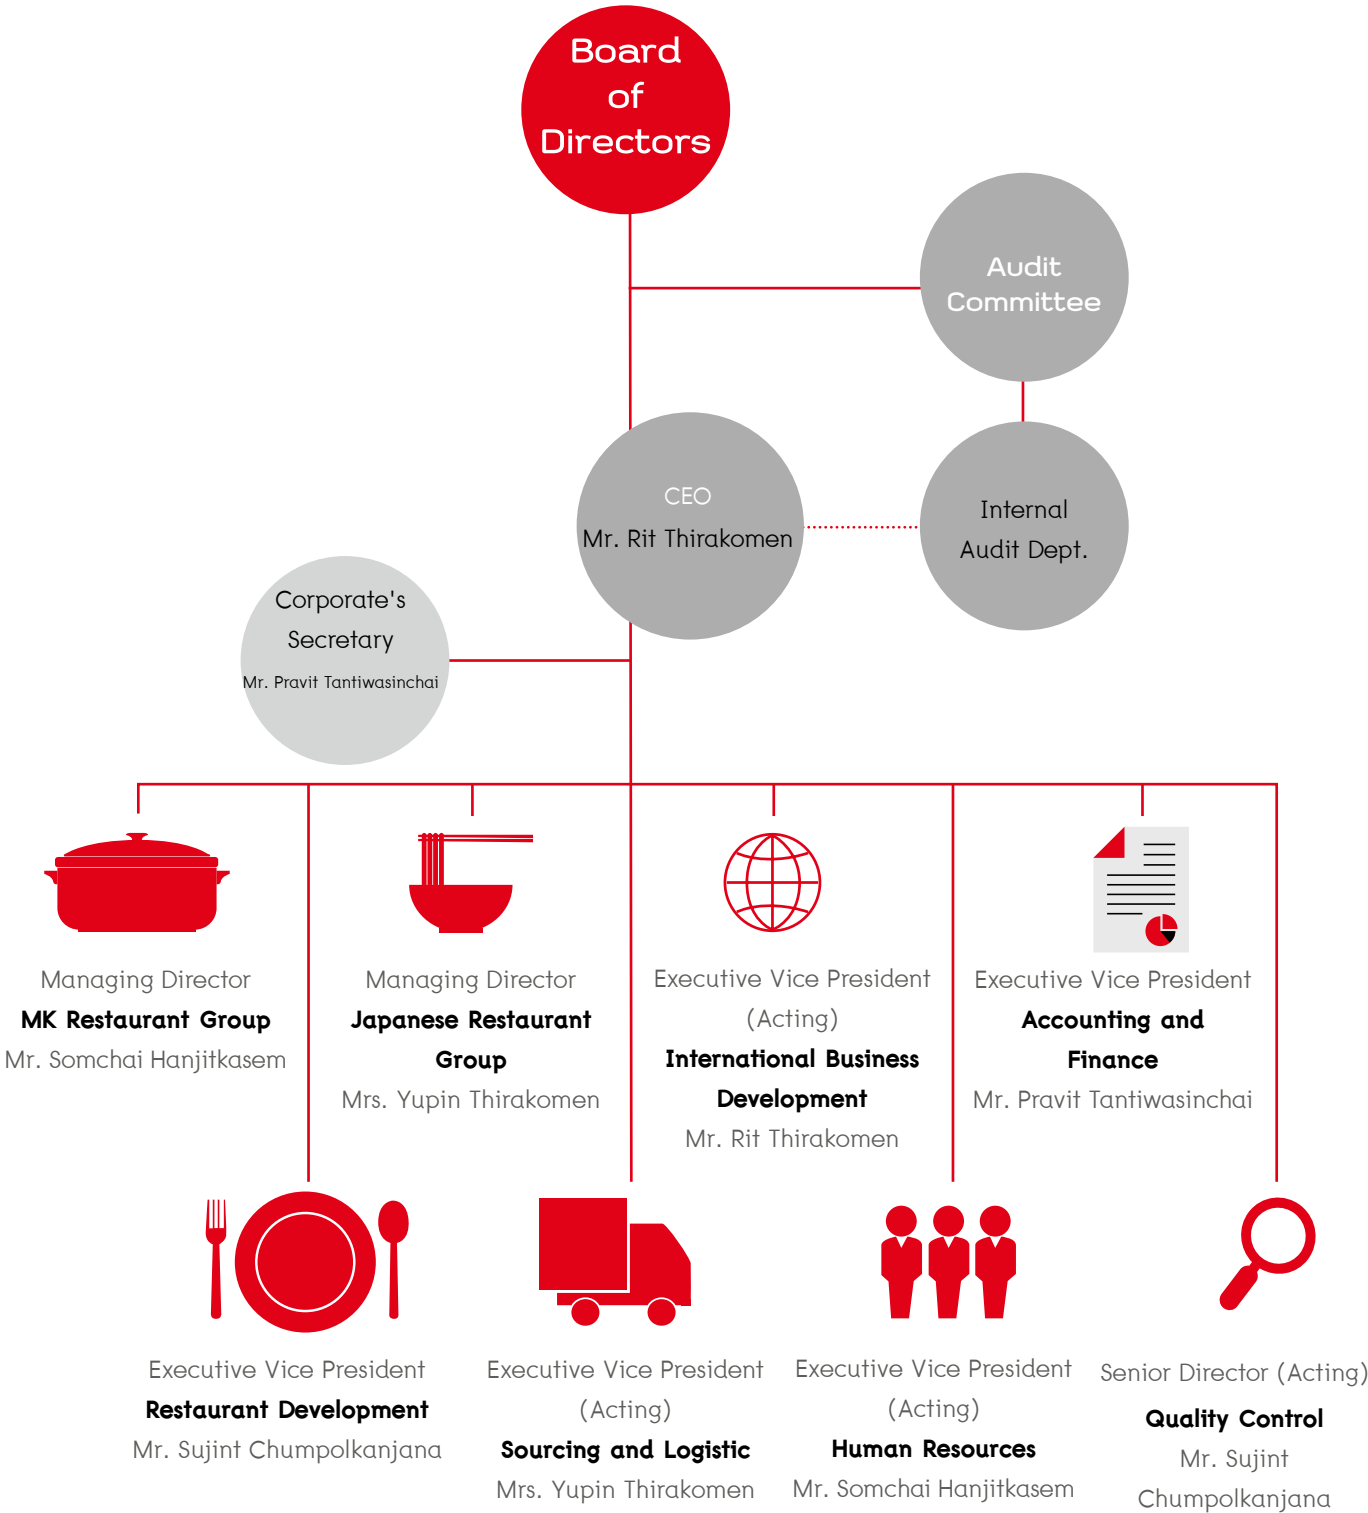 Board
of
Directors
Audit
Committee
CEO
Mr. Rit Thirakomen
Internal
Audit Dept.
Corporate's
Secretary
Mr. Pravit Tantiwasinchai
Managing Director
MK Restaurant Group
Mr. Somchai Hanjitkasem
Managing Director
Japanese Restaurant
Group
Mrs. Yupin Thirakomen
Executive Vice President
(Acting)
International Business
Development
Mr. Rit Thirakomen
Executive Vice President
Accounting and
Finance
Mr. Pravit Tantiwasinchai
Executive Vice President
Restaurant Development
Mr. Sujint Chumpolkanjana
Executive Vice President
(Acting)
Sourcing and Logistic
Mrs. Yupin Thirakomen
Executive Vice President
(Acting)
Human Resources
Mr. Somchai Hanjitkasem
Senior Director (Acting)
Quality Control
Mr. Sujint
Chumpolkanjana